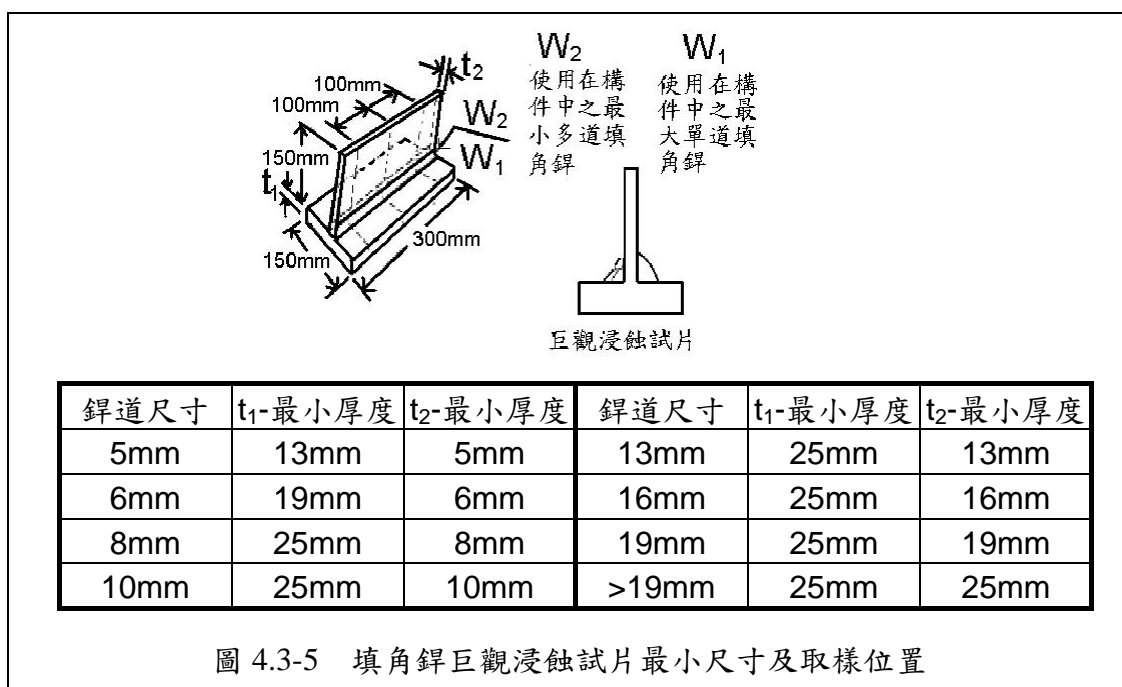 W₂
使用在構
件中之最
小多道填
角銲
W₁
使用在構
件中之最
大單道填
角銲
t₂
100mm
100mm
W₂
W₁
150mm
t₁
300mm
150mm
巨觀浸蝕試片
銲道尺寸 t₁-最小厚度 t₂-最小厚度 銲道尺寸 t₁-最小厚度 t₂-最小厚度
5mm 13mm 5mm 13mm 25mm 13mm
6mm 19mm 6mm 16mm 25mm 16mm
8mm 25mm 8mm 19mm 25mm 19mm
10mm 25mm 10mm >19mm 25mm 25mm
圖 4.3-5 填角銲巨觀浸蝕試片最小尺寸及取樣位置